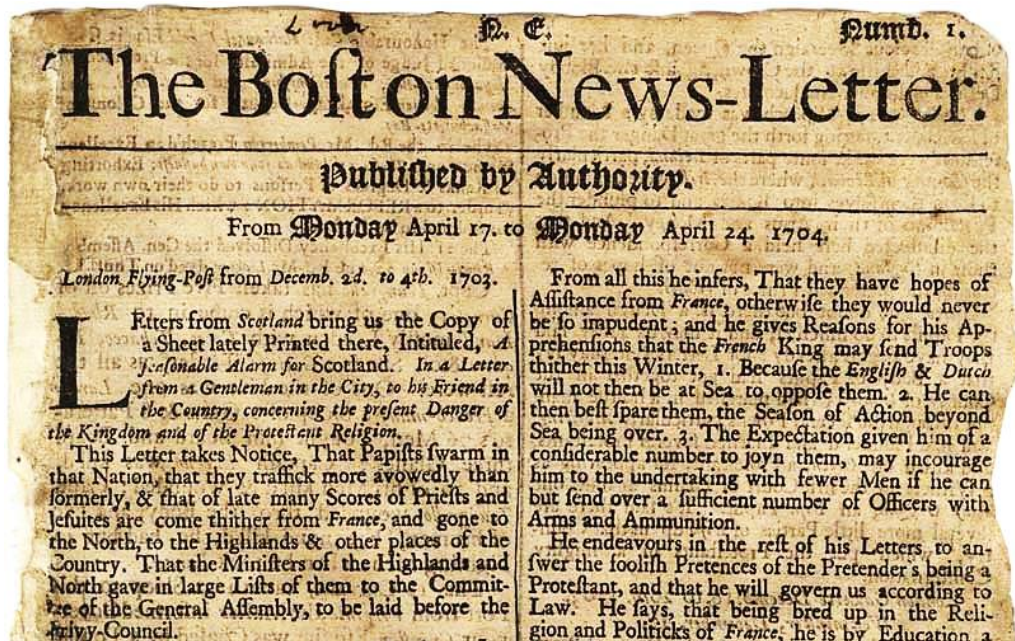 N. E.
Numb. 1.
The Boſton News-Letter.
Publiſhed by Authority.
From Monday April 17. to Monday April 24. 1704.
London Flying-Poſt from Decemb. 2d. to 4th. 1703.
LEtters from Scotland bring us the Copy of
a Sheet lately Printed there, Intituled, A
ſeaſonable Alarm for Scotland. In a Letter
from a Gentleman in the City, to his Friend in
the Country, concerning the preſent Danger of
the Kingdom and of the Proteſtant Religion.
This Letter takes Notice, That Papiſts ſwarm in
that Nation, that they traffick more avowedly than
formerly, & that of late many Scores of Prieſts and
Jeſuites are come thither from France, and gone to
the North, to the Highlands & other places of the
Country. That the Miniſters of the Highlands and
North gave in large Liſts of them to the Commit-
tee of the General Aſſembly, to be laid before the
Privy-Council.
From all this he infers, That they have hopes of
Aſſiſtance from France, otherwiſe they would never
be ſo impudent; and he gives Reaſons for his Ap-
prehenſions that the French King may ſend Troops
thither this Winter, 1. Becauſe the Engliſh & Dutch
will not then be at Sea to oppoſe them. 2. He can
then beſt ſpare them, the Seaſon of Action beyond
Sea being over. 3. The Expectation given him of a
conſiderable number to joyn them, may incourage
him to the undertaking with fewer Men if he can
but ſend over a ſufficient number of Officers with
Arms and Ammunition.
He endeavours in the reſt of his Letters to an-
ſwer the fooliſh Pretences of the Pretender's being a
Proteſtant, and that he will govern us according to
Law. He ſays, that being bred up in the Reli-
gion and Politicks of France, he is by Education